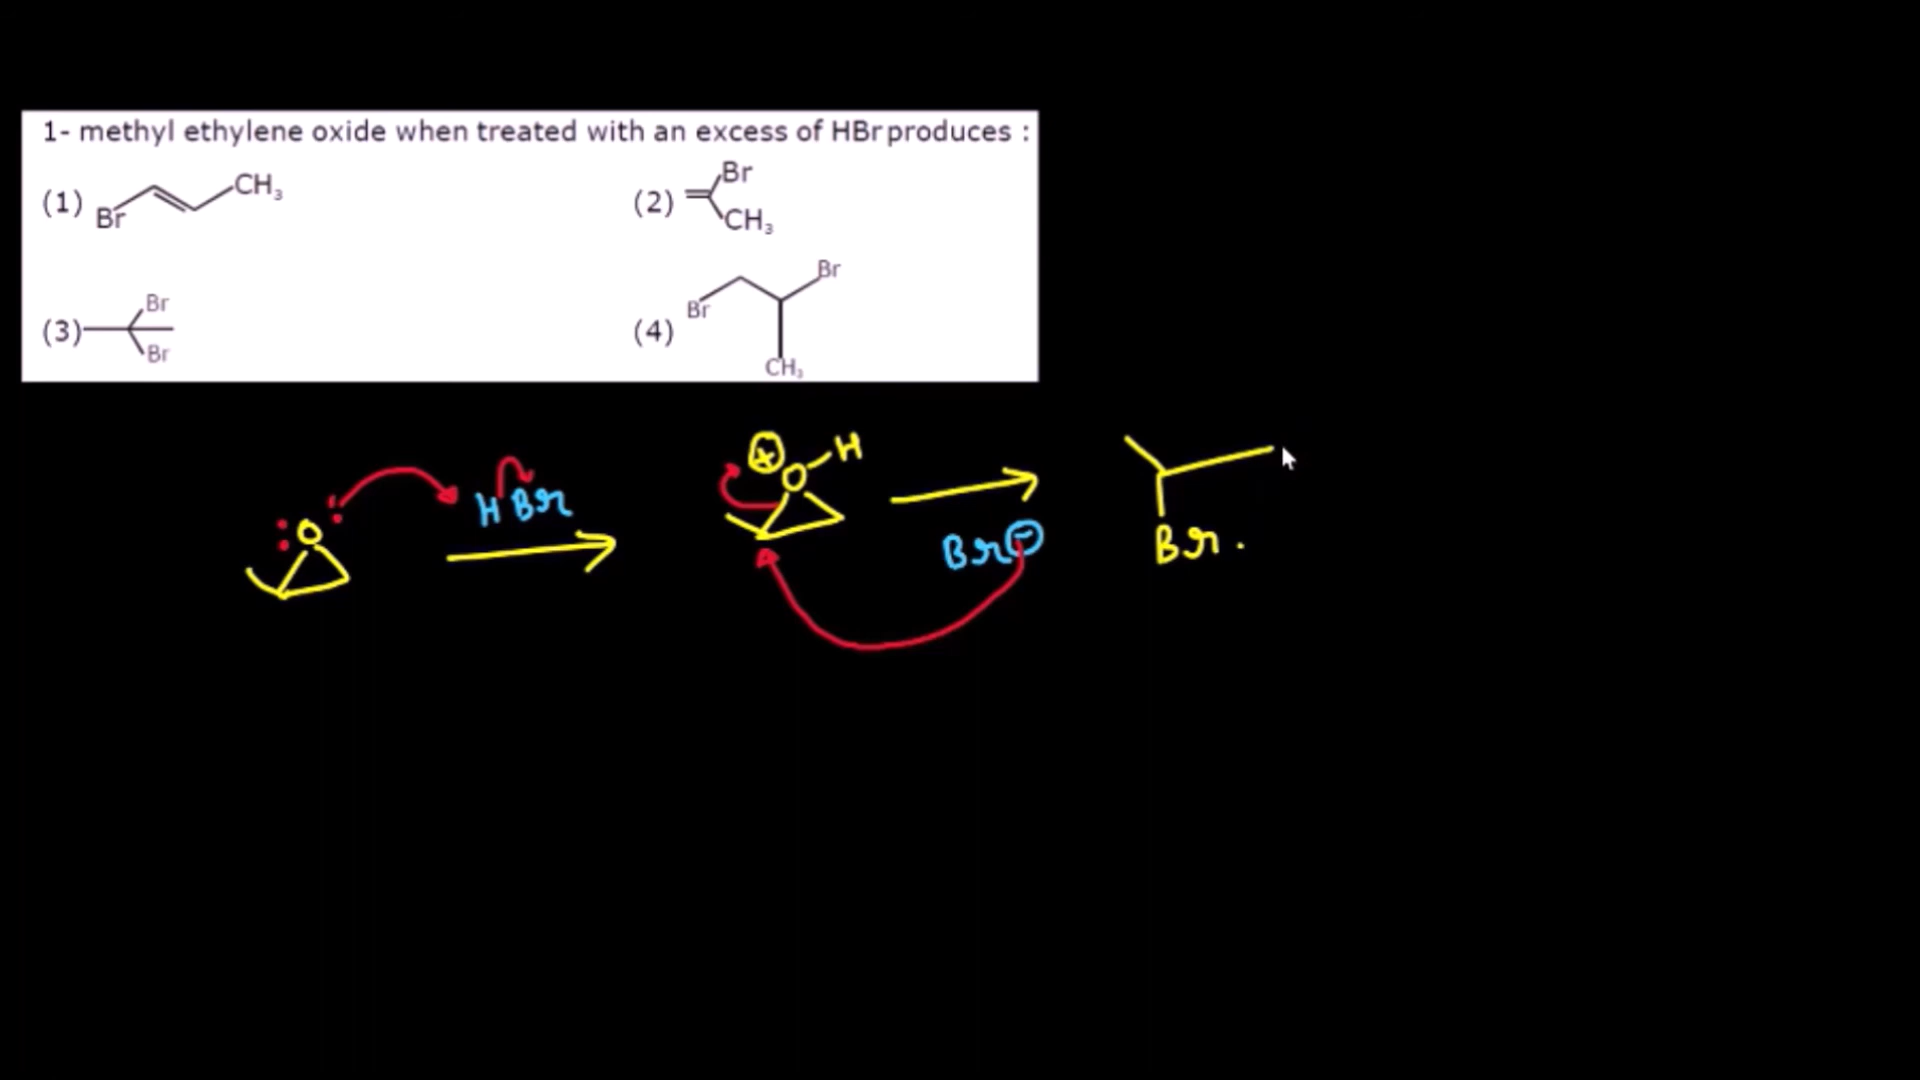 1- methyl ethylene oxide when treated with an excess of HBr produces :
(1) Br CH₃
(2) Br CH₃
(3) Br Br
(4) Br Br CH₃
O HBr
⊕ O-H
Br⊖
Br.